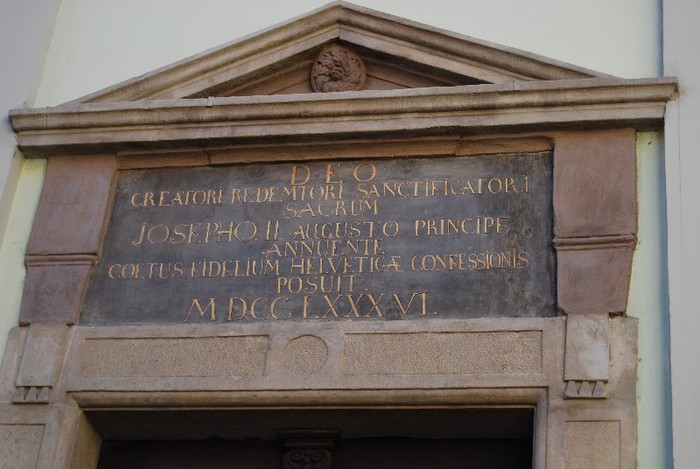 DEO
CREATORI REDEMTORI SANCTIFICATORI
SACRUM
JOSEPHO II AUGUSTO PRINCIPE
ANNUENTE
COETUS FIDELIUM HELVETICÆ CONFESSIONIS
POSUIT.
MDCCLXXXVI.